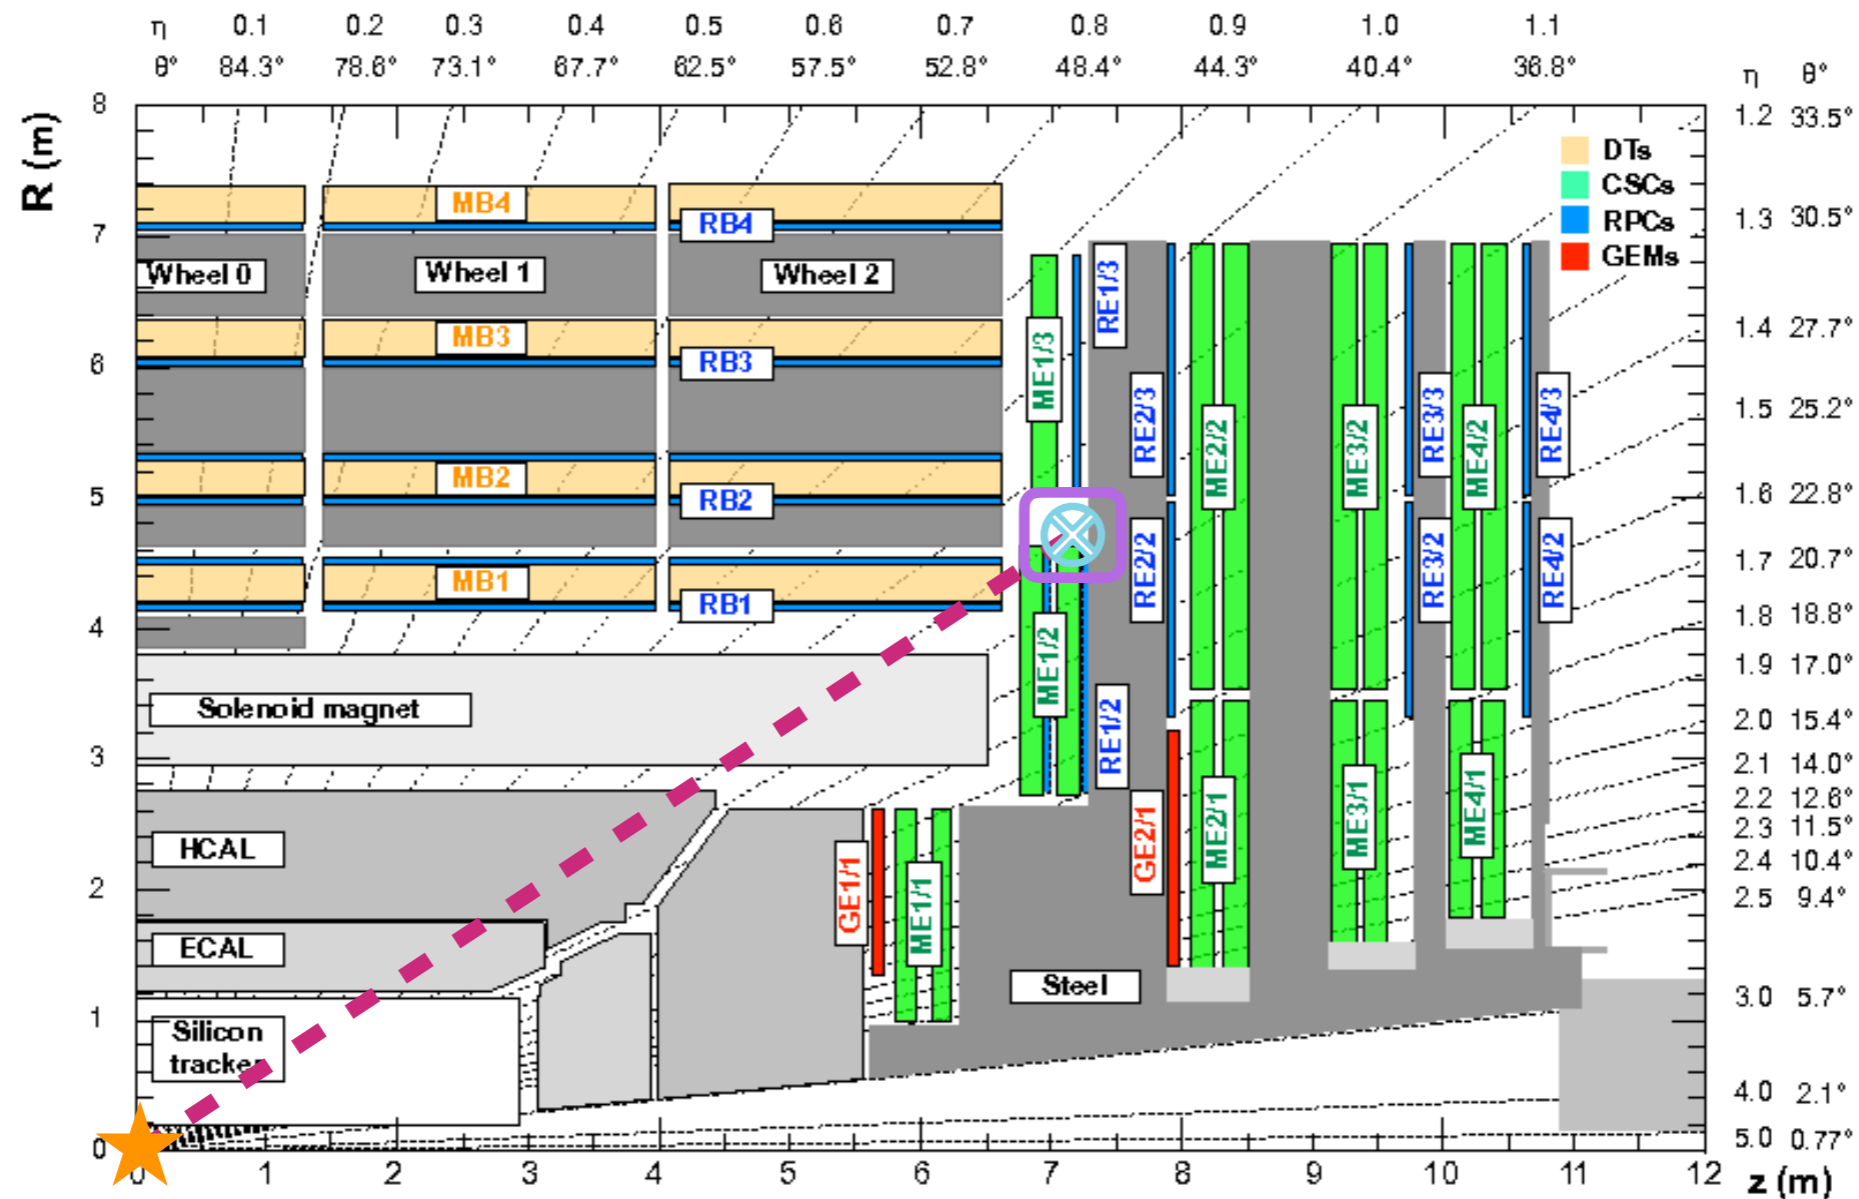 η 0.1 0.2 0.3 0.4 0.5 0.6 0.7 0.8 0.9 1.0 1.1
θ° 84.3° 78.6° 73.1° 67.7° 62.5° 57.5° 52.8° 48.4° 44.3° 40.4° 36.8°
η θ°
R (m)
8
7
6
5
4
3
2
1
0
1.2 33.5°
1.3 30.5°
1.4 27.7°
1.5 25.2°
1.6 22.8°
1.7 20.7°
1.8 18.8°
1.9 17.0°
2.0 15.4°
2.1 14.0°
2.2 12.6°
2.3 11.5°
2.4 10.4°
2.5 9.4°
3.0 5.7°
4.0 2.1°
5.0 0.77°
DTs
CSCs
RPCs
GEMs
MB4
RB4
Wheel 0
Wheel 1
Wheel 2
MB3
RB3
MB2
RB2
MB1
RB1
Solenoid magnet
HCAL
ECAL
Silicon
tracker
Steel
ME1/3
RE1/3
RE2/3
ME2/2
ME3/2
RE3/3
ME4/2
RE4/3
ME1/2
RE2/2
RE3/2
RE4/2
RE1/2
GE1/1
ME1/1
GE2/1
ME2/1
ME3/1
ME4/1
0 1 2 3 4 5 6 7 8 9 10 11 12
z (m)